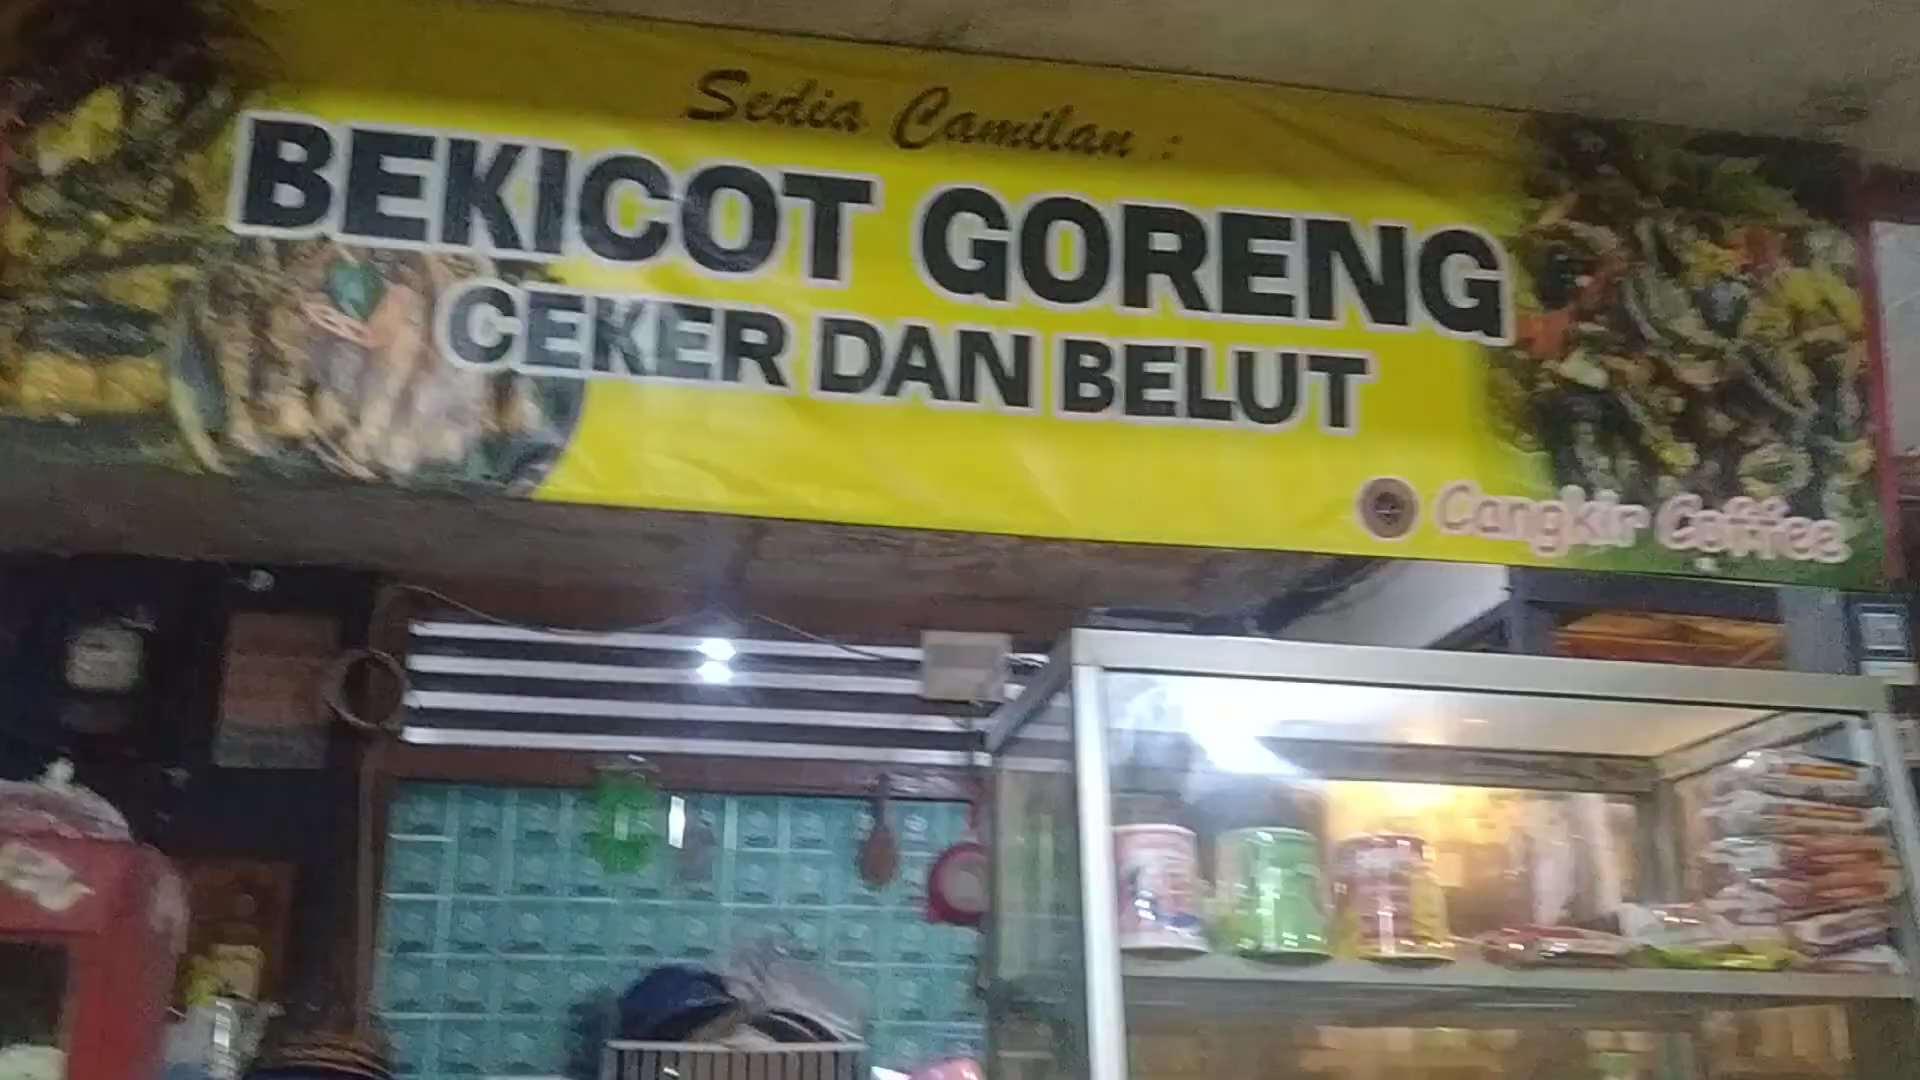 Sedia Camilan :
BEKICOT GORENG
CEKER DAN BELUT
Cangkir Coffee